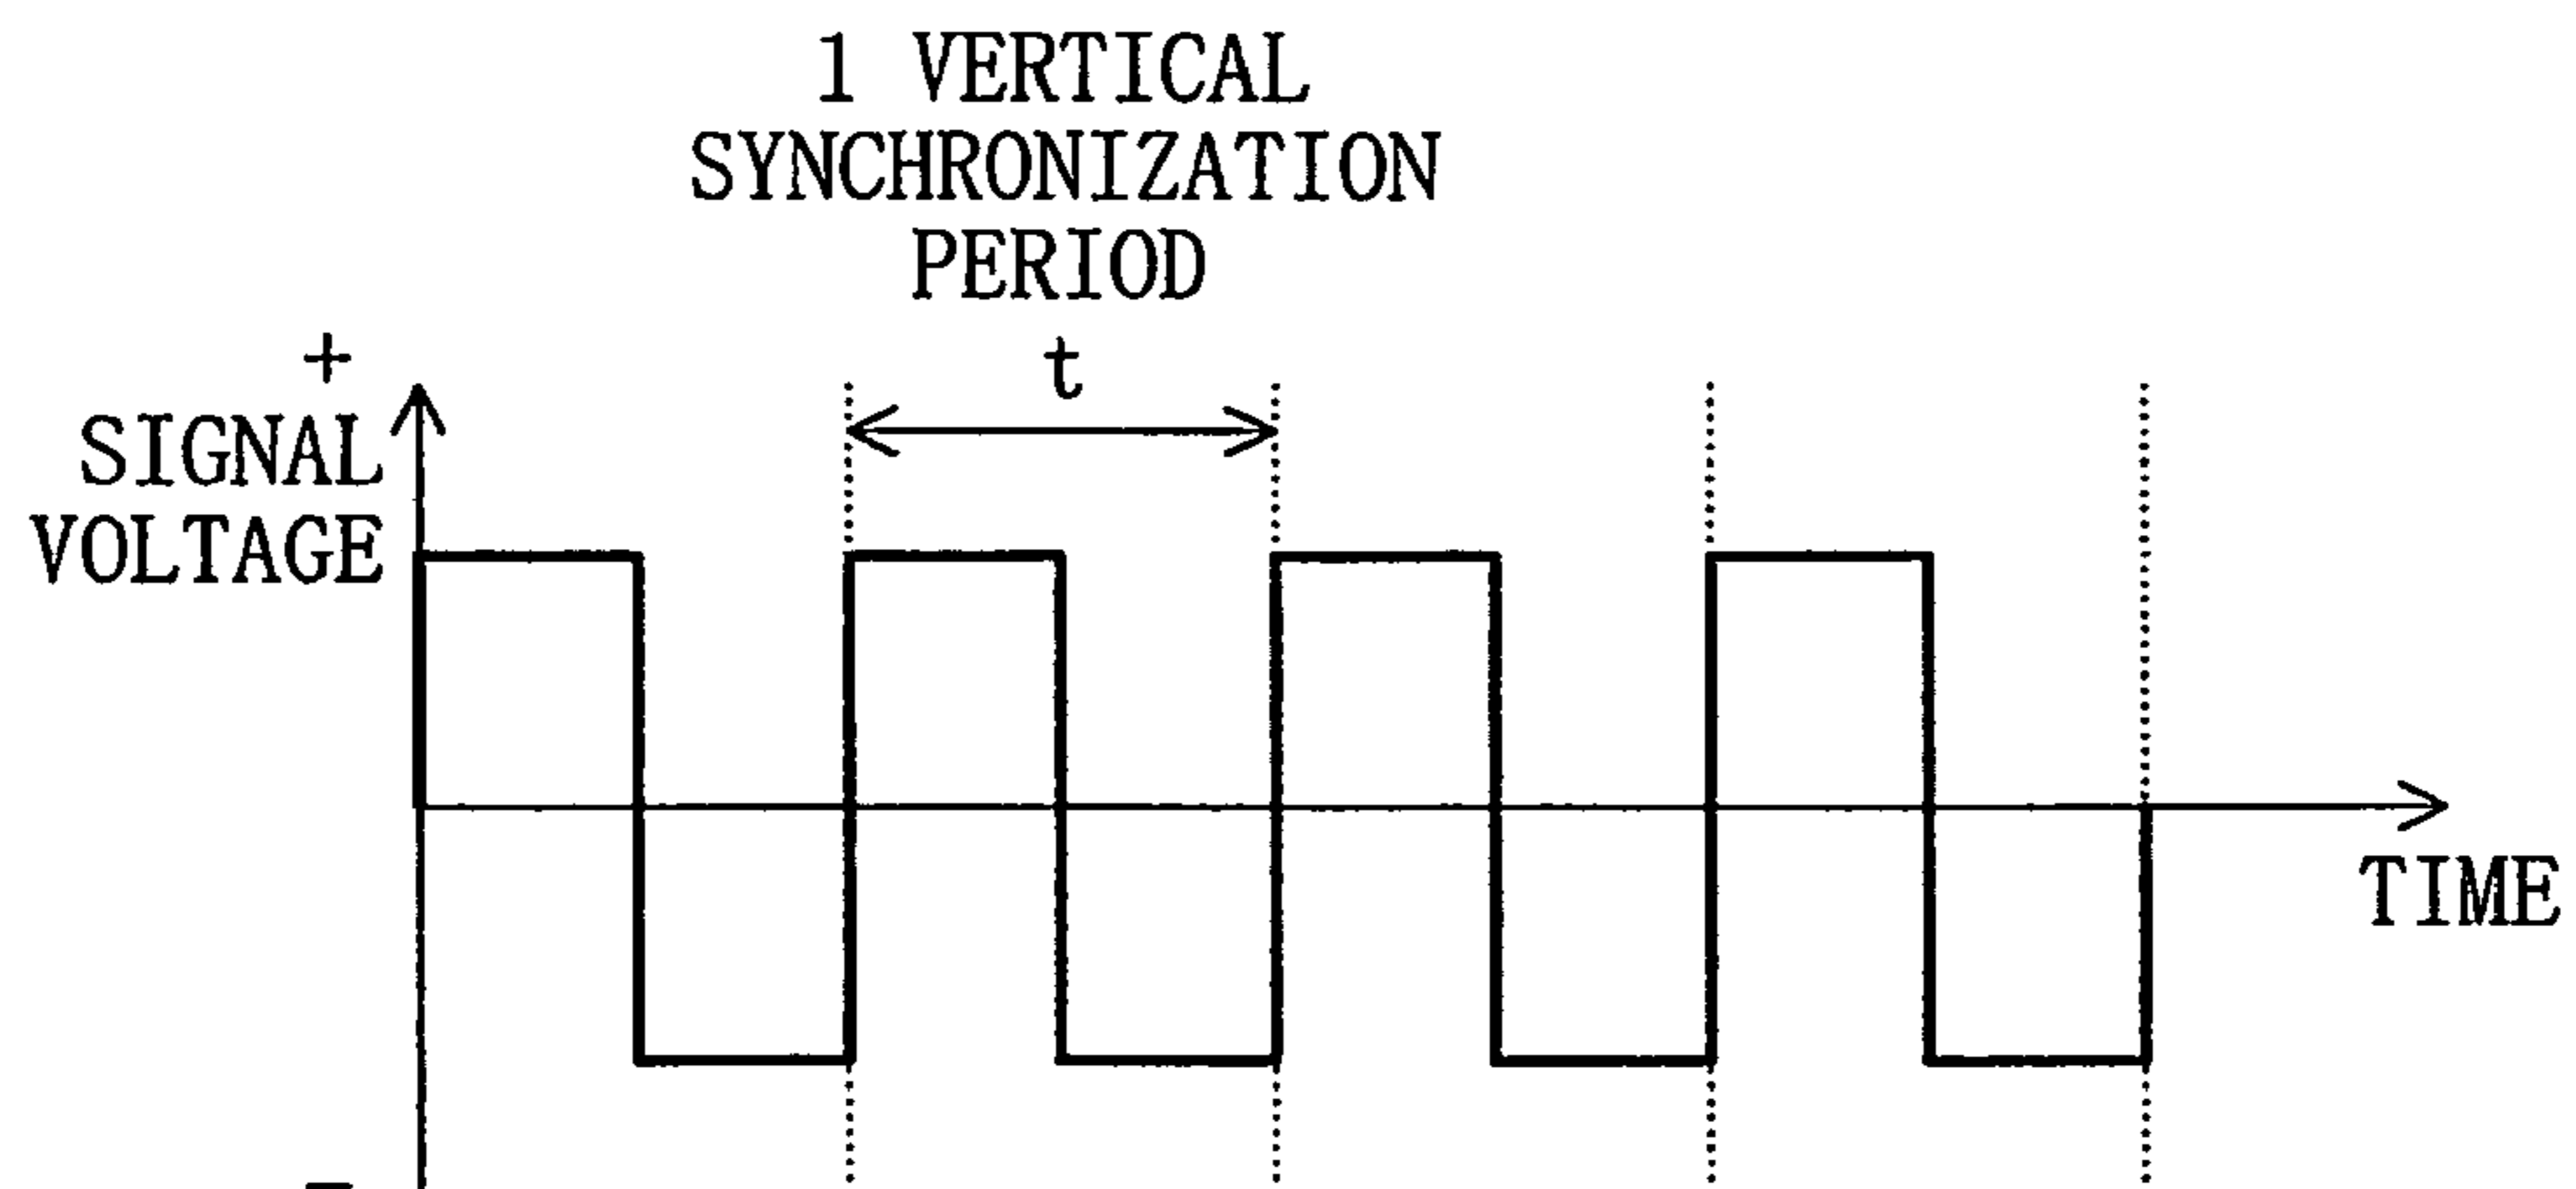 1 VERTICAL
SYNCHRONIZATION
PERIOD
t
+
SIGNAL
VOLTAGE
TIME
-